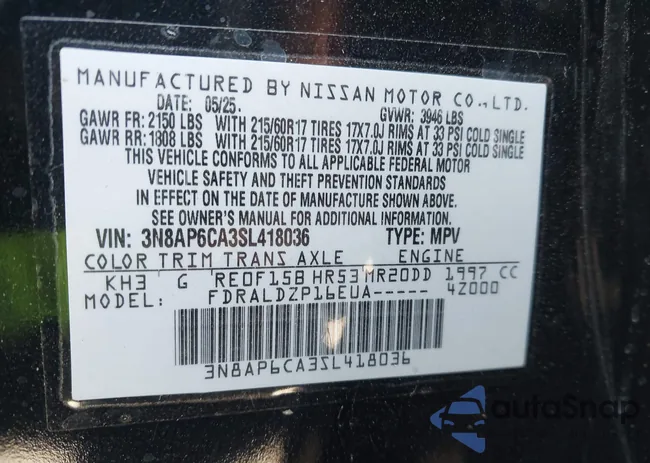 MANUFACTURED BY NISSAN MOTOR CO.,LTD.
DATE: 05/25. GVWR: 3946 LBS
GAWR FR: 2150 LBS WITH 215/60R17 TIRES 17X7.0J RIMS AT 33 PSI COLD SINGLE
GAWR RR: 1808 LBS WITH 215/60R17 TIRES 17X7.0J RIMS AT 33 PSI COLD SINGLE
THIS VEHICLE CONFORMS TO ALL APPLICABLE FEDERAL MOTOR
VEHICLE SAFETY AND THEFT PREVENTION STANDARDS
IN EFFECT ON THE DATE OF MANUFACTURE SHOWN ABOVE.
SEE OWNER'S MANUAL FOR ADDITIONAL INFORMATION.
VIN: 3N8AP6CA3SL418036 TYPE: MPV
COLOR TRIM TRANS AXLE ENGINE
KH3 G RE0F15B HR53 MR20DD 1997 CC
MODEL: FDRALDZP16EUA----- 4Z000
3N8AP6CA3SL418036
autoSnap